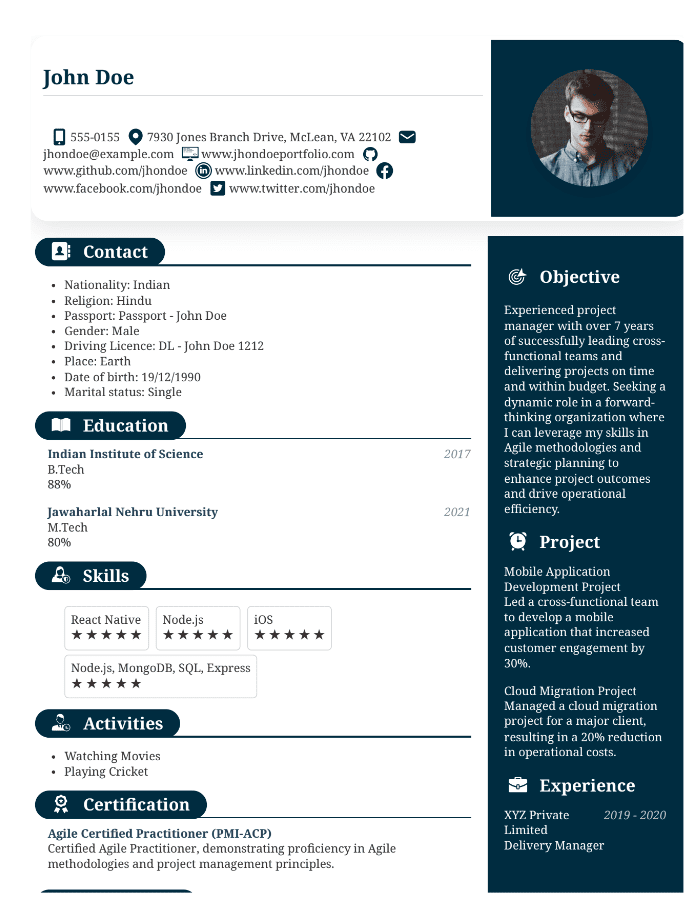 John Doe
555-0155 7930 Jones Branch Drive, McLean, VA 22102
jhondoe@example.com www.jhondoeportfolio.com
www.github.com/jhondoe www.linkedin.com/jhondoe
www.facebook.com/jhondoe www.twitter.com/jhondoe
Contact
• Nationality: Indian
• Religion: Hindu
• Passport: Passport - John Doe
• Gender: Male
• Driving Licence: DL - John Doe 1212
• Place: Earth
• Date of birth: 19/12/1990
• Marital status: Single
Education
Indian Institute of Science 2017
B.Tech
88%
Jawaharlal Nehru University 2021
M.Tech
80%
Skills
React Native Node.js iOS
★★★★★ ★★★★★ ★★★★★
Node.js, MongoDB, SQL, Express
★★★★★
Activities
• Watching Movies
• Playing Cricket
Certification
Agile Certified Practitioner (PMI-ACP)
Certified Agile Practitioner, demonstrating proficiency in Agile
methodologies and project management principles.
Objective
Experienced project
manager with over 7 years
of successfully leading cross-
functional teams and
delivering projects on time
and within budget. Seeking a
dynamic role in a forward-
thinking organization where
I can leverage my skills in
Agile methodologies and
strategic planning to
enhance project outcomes
and drive operational
efficiency.
Project
Mobile Application
Development Project
Led a cross-functional team
to develop a mobile
application that increased
customer engagement by
30%.
Cloud Migration Project
Managed a cloud migration
project for a major client,
resulting in a 20% reduction
in operational costs.
Experience
XYZ Private 2019 - 2020
Limited
Delivery Manager